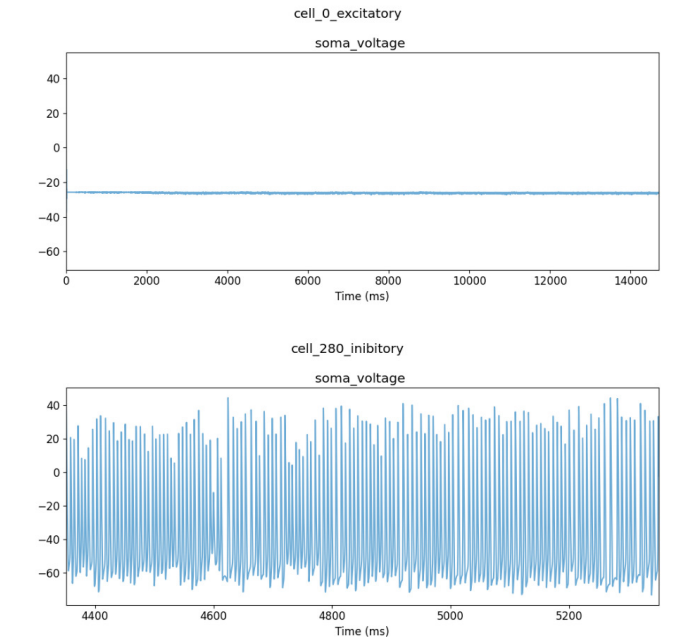 cell_0_excitatory
soma_voltage
40
20
0
−20
−40
−60
0 2000 4000 6000 8000 10000 12000 14000
Time (ms)
cell_280_inibitory
soma_voltage
40
20
0
−20
−40
−60
4400 4600 4800 5000 5200
Time (ms)